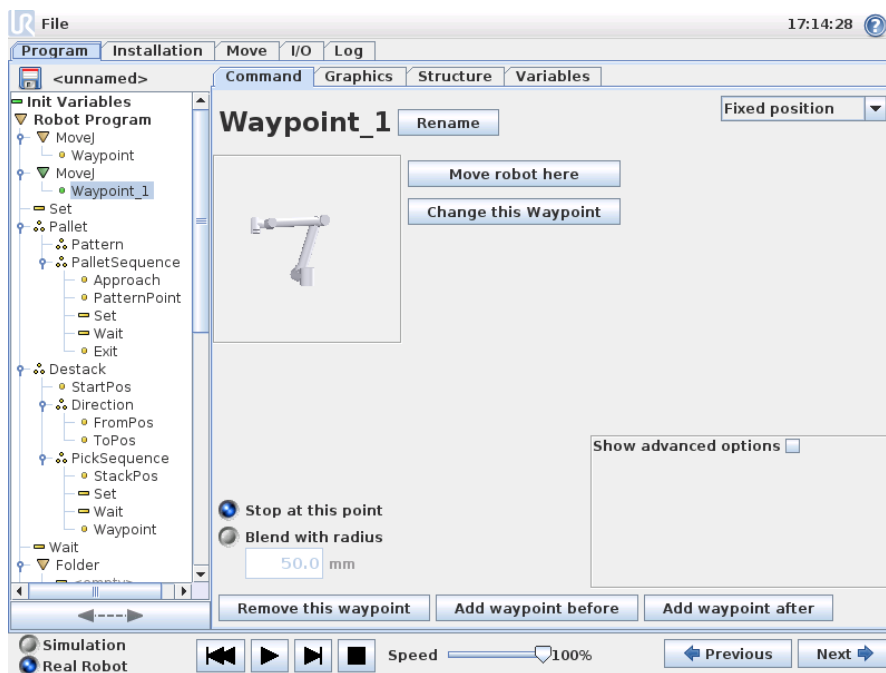 UR File 17:14:28 ?
Program Installation Move I/O Log
<unnamed> Command Graphics Structure Variables
Init Variables
Robot Program
MoveJ
Waypoint
MoveJ
Waypoint_1
Set
Pallet
Pattern
PalletSequence
Approach
PatternPoint
Set
Wait
Exit
Destack
StartPos
Direction
FromPos
ToPos
PickSequence
StackPos
Set
Wait
Waypoint
Wait
Folder
<empty>
Waypoint_1 Rename Fixed position
Move robot here
Change this Waypoint
Show advanced options
Stop at this point
Blend with radius
50.0 mm
Remove this waypoint Add waypoint before Add waypoint after
Simulation
Real Robot
Speed 100% Previous Next